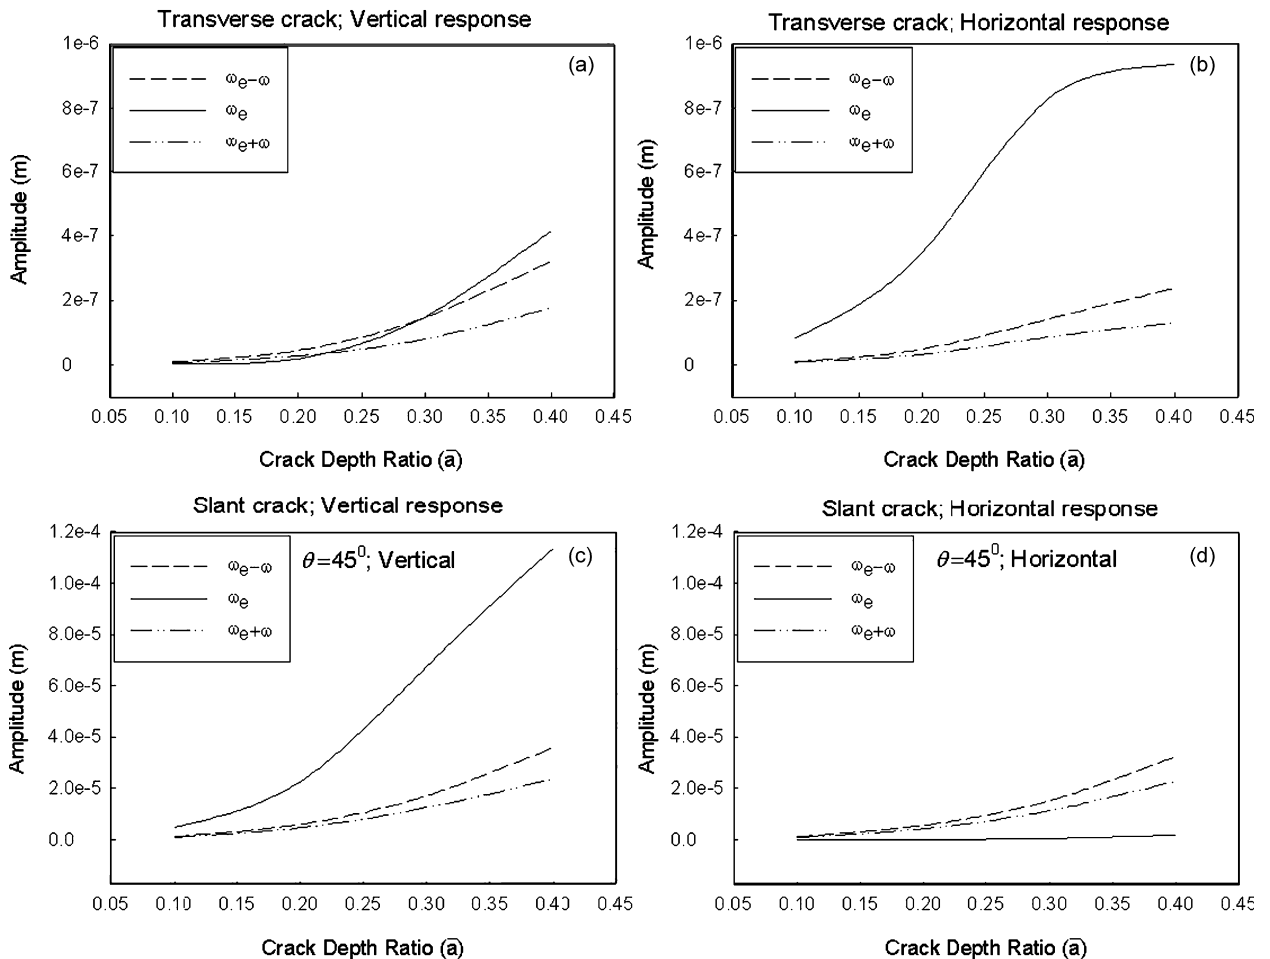 Transverse crack; Vertical response
1e-6
8e-7
6e-7
4e-7
2e-7
0
Amplitude (m)
ωe−ω
ωe
ωe+ω
(a)
0.05 0.10 0.15 0.20 0.25 0.30 0.35 0.40 0.45
Crack Depth Ratio (a̅)
Transverse crack; Horizontal response
1e-6
8e-7
6e-7
4e-7
2e-7
0
Amplitude (m)
ωe−ω
ωe
ωe+ω
(b)
0.05 0.10 0.15 0.20 0.25 0.30 0.35 0.40 0.45
Crack Depth Ratio (a̅)
Slant crack; Vertical response
1.2e-4
1.0e-4
8.0e-5
6.0e-5
4.0e-5
2.0e-5
0.0
Amplitude (m)
ωe−ω
ωe
ωe+ω
θ=45⁰; Vertical
(c)
0.05 0.10 0.15 0.20 0.25 0.30 0.35 0.40 0.45
Crack Depth Ratio (a̅)
Slant crack; Horizontal response
1.2e-4
1.0e-4
8.0e-5
6.0e-5
4.0e-5
2.0e-5
0.0
Amplitude (m)
ωe−ω
ωe
ωe+ω
θ=45⁰; Horizontal
(d)
0.05 0.10 0.15 0.20 0.25 0.30 0.35 0.40 0.45
Crack Depth Ratio (a̅)